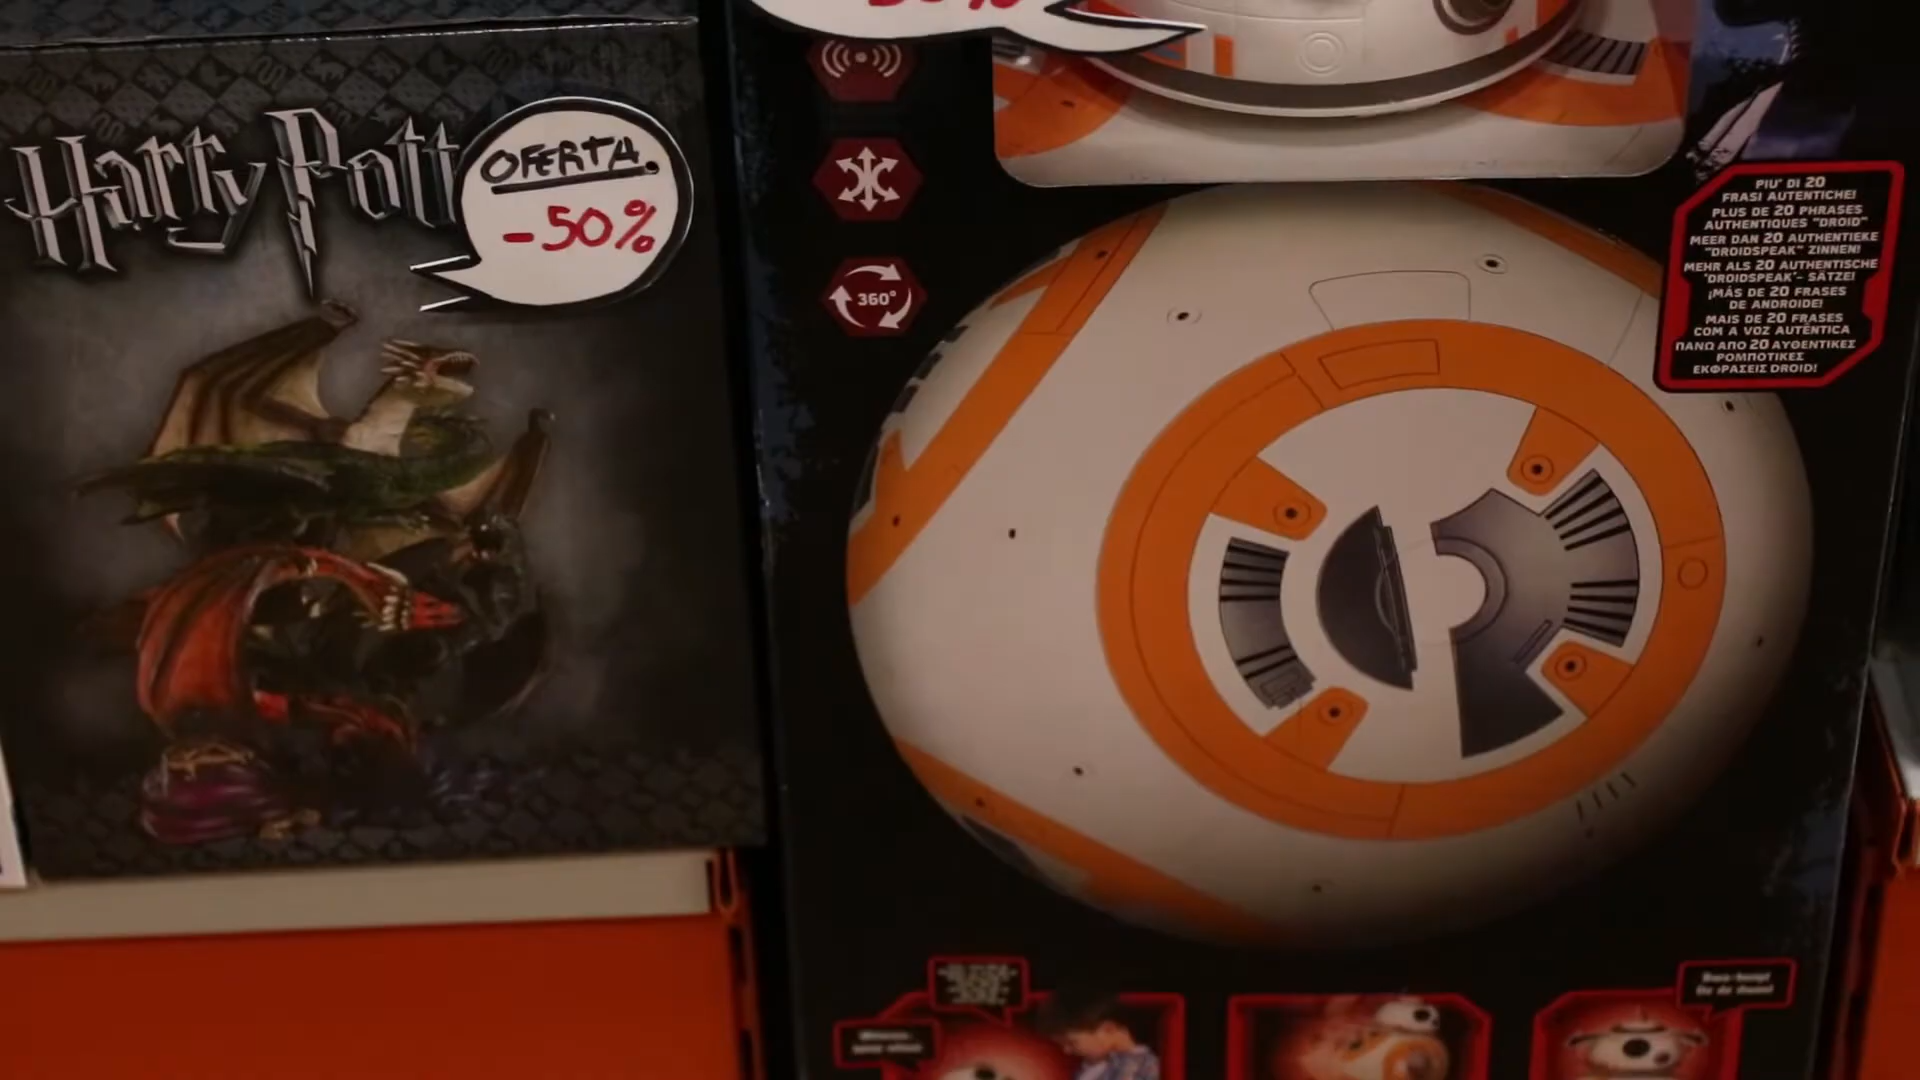 Harry Pott
OFERTA.
-50%
360°
PIU' DI 20
FRASI AUTENTICHE!
PLUS DE 20 PHRASES
AUTHENTIQUES "DROID"
MEER DAN 20 AUTHENTIEKE
"DROIDSPEAK" ZINNEN!
MEHR ALS 20 AUTHENTISCHE
"DROIDSPEAK"- SÄTZE!
¡MÁS DE 20 FRASES
DE ANDROIDE!
MAIS DE 20 FRASES
COM A VOZ AUTÊNTICA
ΠΑΝΩ ΑΠΟ 20 ΑΥΘΕΝΤΙΚΕΣ
ΡΟΜΠΟΤΙΚΕΣ
ΕΚΦΡΑΣΕΙΣ DROID!